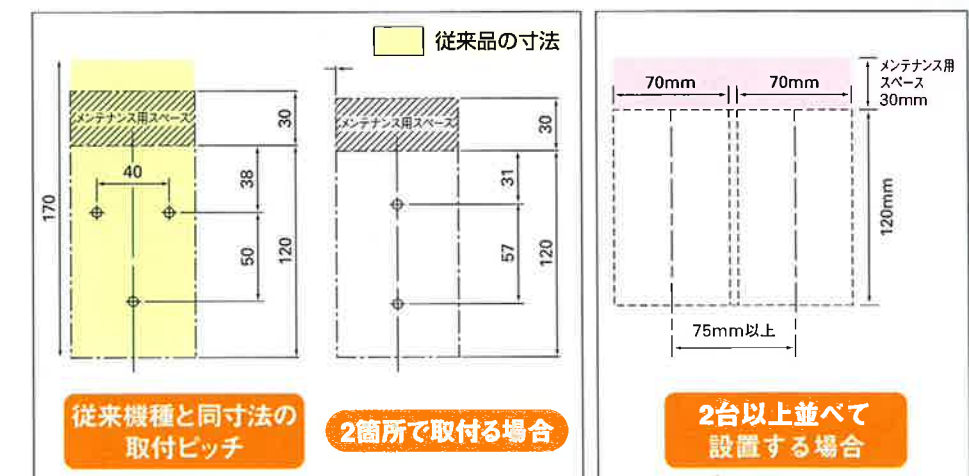 従来品の寸法
メンテナンス用スペース
30
40
38
170
50
120
従来機種と同寸法の
取付ピッチ
メンテナンス用スペース
30
31
57
120
2箇所で取付る場合
メンテナンス用
スペース
30mm
70mm
70mm
120mm
75mm以上
2台以上並べて
設置する場合